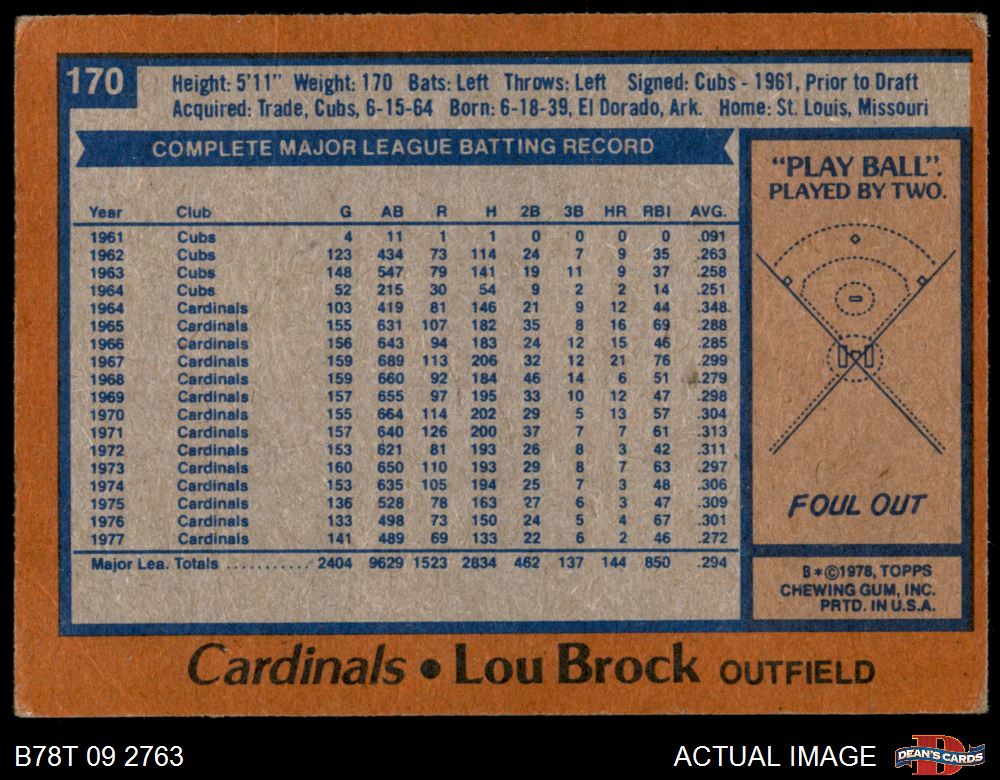 170
Height: 5'11" Weight: 170 Bats: Left Throws: Left Signed: Cubs - 1961, Prior to Draft
Acquired: Trade, Cubs, 6-15-64 Born: 6-18-39, El Dorado, Ark. Home: St. Louis, Missouri
COMPLETE MAJOR LEAGUE BATTING RECORD
Year Club G AB R H 2B 3B HR RBI AVG.
1961 Cubs 4 11 1 1 0 0 0 0 .091
1962 Cubs 123 434 73 114 24 7 9 35 .263
1963 Cubs 148 547 79 141 19 11 9 37 .258
1964 Cubs 52 215 30 54 9 2 2 14 .251
1964 Cardinals 103 419 81 146 21 9 12 44 .348
1965 Cardinals 155 631 107 182 35 8 16 69 .288
1966 Cardinals 156 643 94 183 24 12 15 46 .285
1967 Cardinals 159 689 113 206 32 12 21 76 .299
1968 Cardinals 159 660 92 184 46 14 6 51 .279
1969 Cardinals 157 655 97 195 33 10 12 47 .298
1970 Cardinals 155 664 114 202 29 5 13 57 .304
1971 Cardinals 157 640 126 200 37 7 7 61 .313
1972 Cardinals 153 621 81 193 26 8 3 42 .311
1973 Cardinals 160 650 110 193 29 8 7 63 .297
1974 Cardinals 153 635 105 194 25 7 3 48 .306
1975 Cardinals 136 528 78 163 27 6 3 47 .309
1976 Cardinals 133 498 73 150 24 5 4 67 .301
1977 Cardinals 141 489 69 133 22 6 2 46 .272
Major Lea. Totals .......... 2404 9629 1523 2834 462 137 144 850 .294
"PLAY BALL".
PLAYED BY TWO.
FOUL OUT
B*©1978, TOPPS
CHEWING GUM, INC.
PRTD. IN U.S.A.
Cardinals • Lou Brock OUTFIELD
B78T 09 2763
ACTUAL IMAGE
DEAN'S CARDS